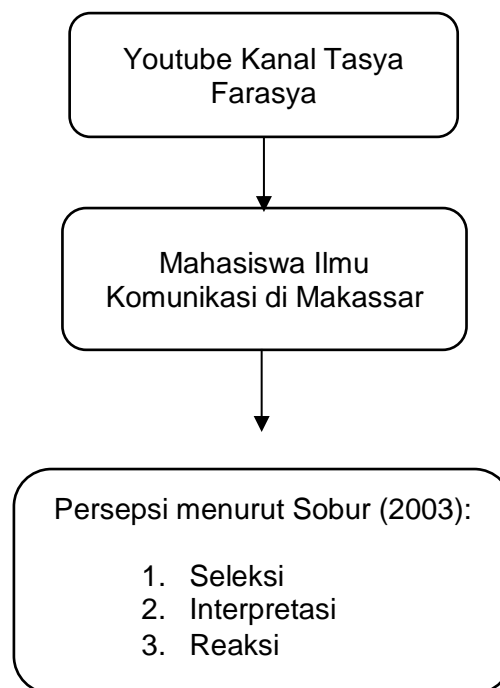 Youtube Kanal Tasya
Farasya
Mahasiswa Ilmu
Komunikasi di Makassar
Persepsi menurut Sobur (2003):
1. Seleksi
2. Interpretasi
3. Reaksi